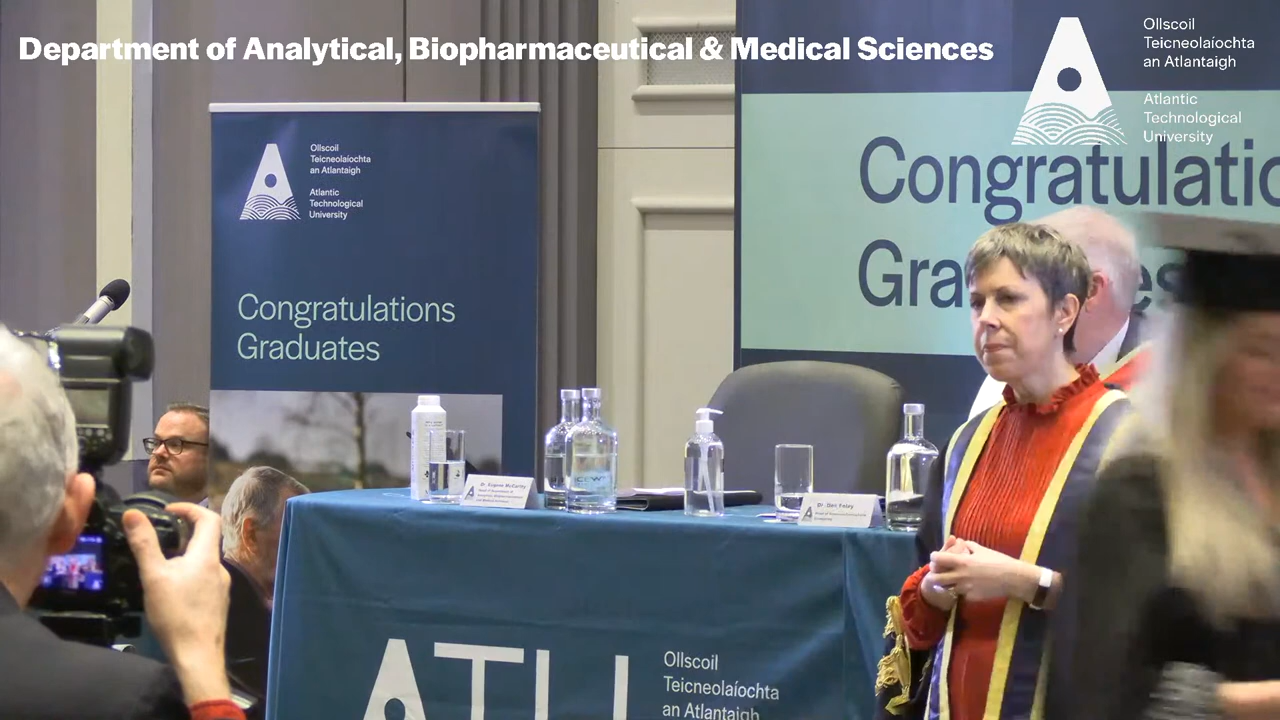 Department of Analytical, Biopharmaceutical & Medical Sciences
Ollscoil
Teicneolaíochta
an Atlantaigh
Atlantic
Technological
University
Ollscoil
Teicneolaíochta
an Atlantaigh
Atlantic
Technological
University
Congratulations
Graduates
Congratulatio
Gra es
Dr. Eugene McCarthy
Dr. Des Foley
ATU
Ollscoil
Teicneolaíochta
an Atlantaigh